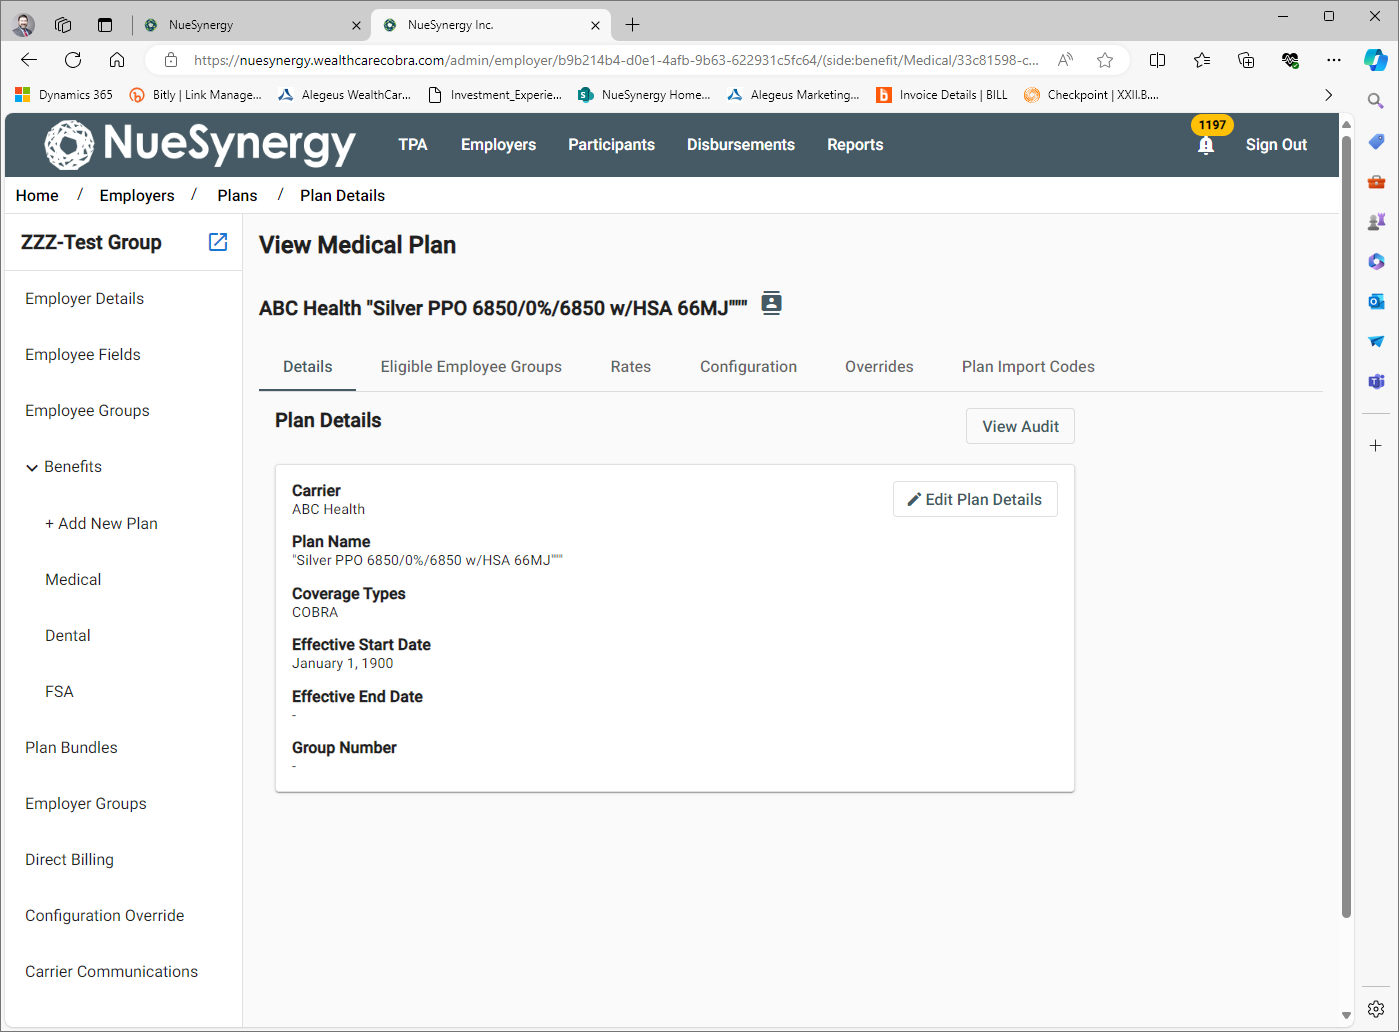 NueSynergy
NueSynergy Inc.
https://nuesynergy.wealthcarecobra.com/admin/employer/b9b214b4-d0e1-4afb-9b63-622931c5fc64/(side:benefit/Medical/33c81598-c...
Dynamics 365
Bitly | Link Manage...
Alegeus WealthCar...
Investment_Experie...
NueSynergy Home...
Alegeus Marketing...
Invoice Details | BILL
Checkpoint | XXII.B....
NueSynergy
TPA
Employers
Participants
Disbursements
Reports
1197
Sign Out
Home / Employers / Plans / Plan Details
ZZZ-Test Group
Employer Details
Employee Fields
Employee Groups
Benefits
+ Add New Plan
Medical
Dental
FSA
Plan Bundles
Employer Groups
Direct Billing
Configuration Override
Carrier Communications
View Medical Plan
ABC Health "Silver PPO 6850/0%/6850 w/HSA 66MJ"""
Details
Eligible Employee Groups
Rates
Configuration
Overrides
Plan Import Codes
Plan Details
View Audit
Edit Plan Details
Carrier
ABC Health
Plan Name
"Silver PPO 6850/0%/6850 w/HSA 66MJ"""
Coverage Types
COBRA
Effective Start Date
January 1, 1900
Effective End Date
-
Group Number
-